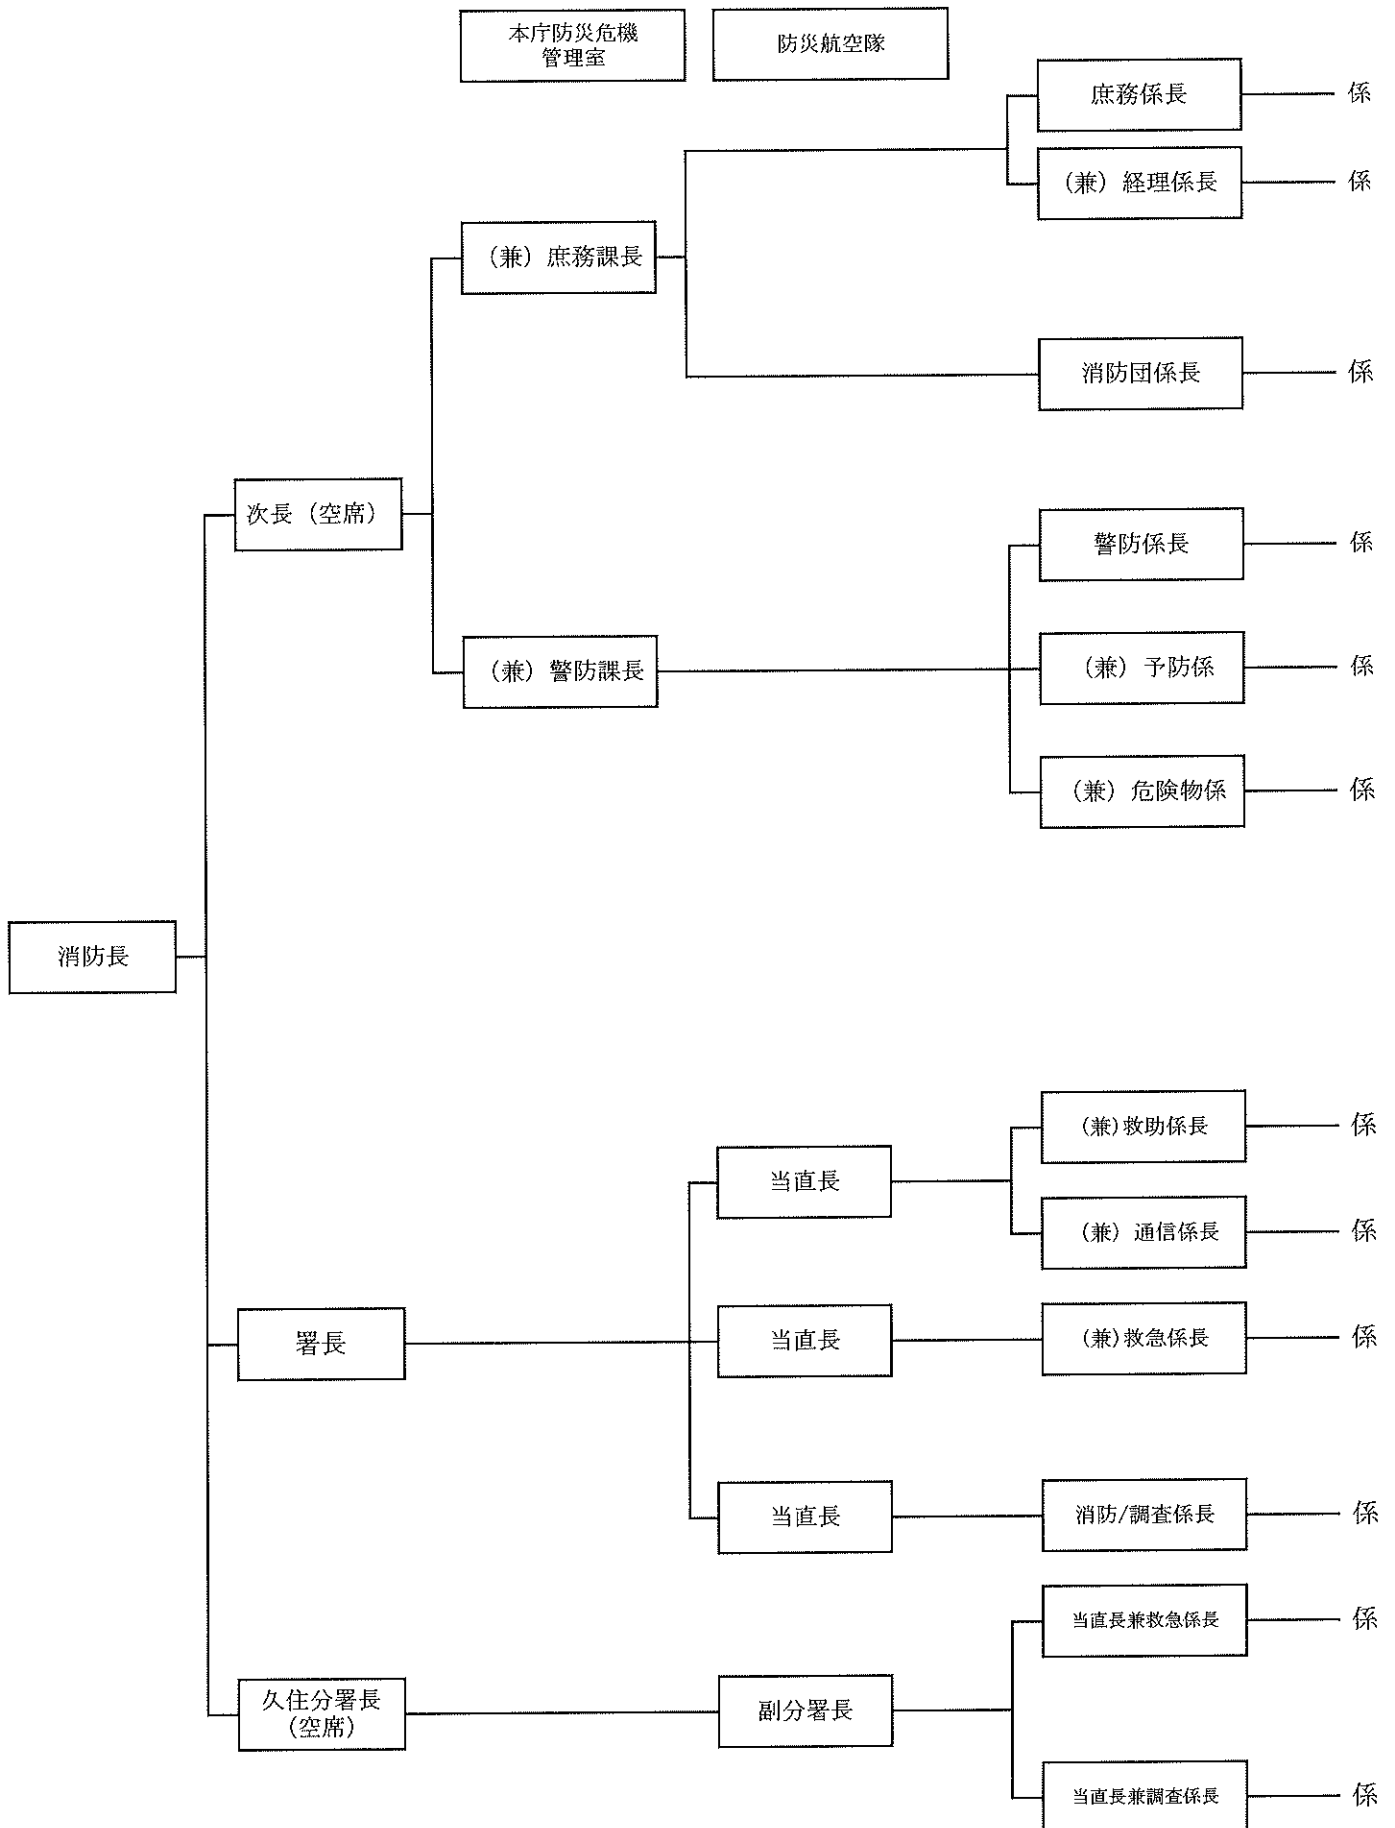 本庁防災危機
管理室
防災航空隊
庶務係長 係
（兼）経理係長 係
（兼）庶務課長
消防団係長 係
次長（空席）
警防係長 係
（兼）警防課長
（兼）予防係 係
（兼）危険物係 係
消防長
（兼）救助係長 係
当直長
（兼）通信係長 係
署長
当直長
（兼）救急係長 係
当直長
消防/調査係長 係
当直長兼救急係長 係
久住分署長
（空席）
副分署長
当直長兼調査係長 係